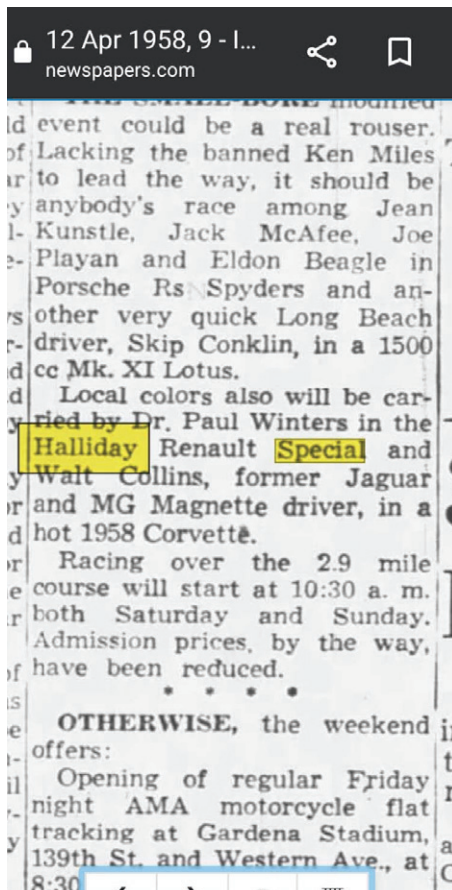 12 Apr 1958, 9 - I...
newspapers.com
THE SMALL-BORE modified
event could be a real rouser.
Lacking the banned Ken Miles
to lead the way, it should be
anybody's race among Jean
Kunstle, Jack McAfee, Joe
Playan and Eldon Beagle in
Porsche Rs Spyders and an-
other very quick Long Beach
driver, Skip Conklin, in a 1500
cc Mk. XI Lotus.
Local colors also will be car-
ried by Dr. Paul Winters in the
Halliday Renault Special and
Walt Collins, former Jaguar
and MG Magnette driver, in a
hot 1958 Corvette.
Racing over the 2.9 mile
course will start at 10:30 a. m.
both Saturday and Sunday.
Admission prices, by the way,
have been reduced.
* * * *
OTHERWISE, the weekend
offers:
Opening of regular Friday
night AMA motorcycle flat
tracking at Gardena Stadium,
139th St. and Western Ave., at
8:30